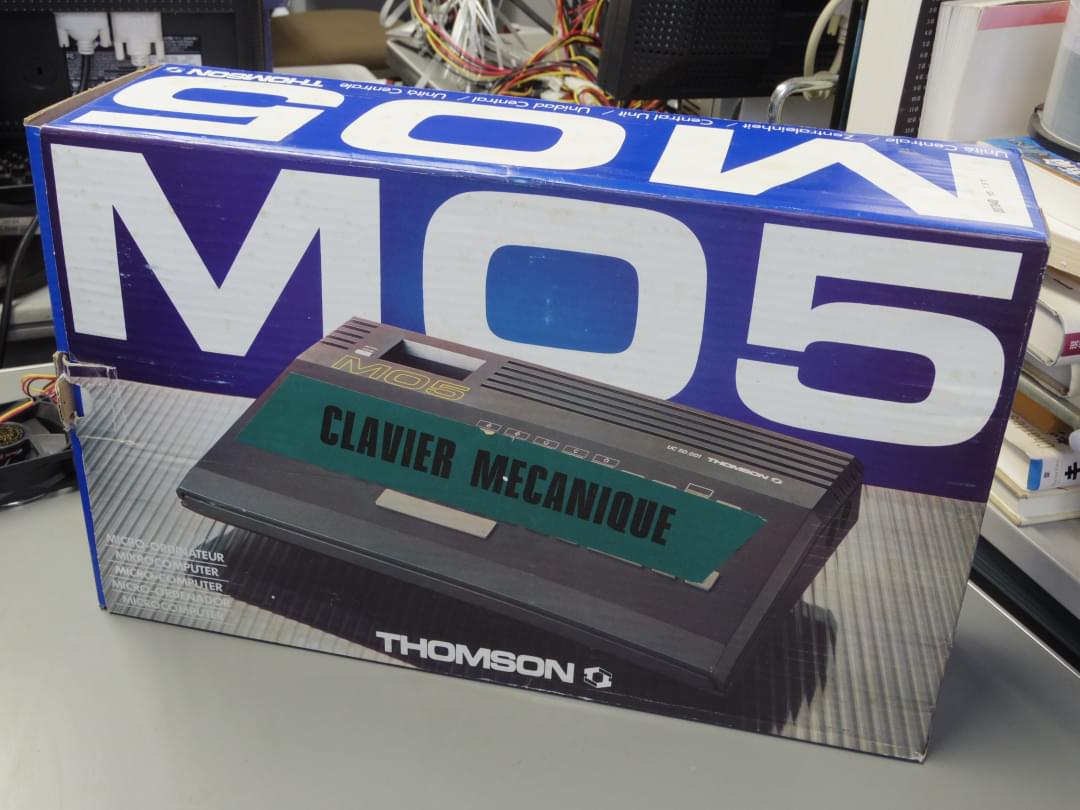 THOMSON
MO5
Unité Centrale / Zentraleinheit / Central Unit / Unidad Central / Unità Centrale
MO5
MO5
CLAVIER MECANIQUE
THOMSON
MICRO-ORDINATEUR
MIKROCOMPUTER
MICRO-COMPUTER
MICRO-ORDENADOR
MICROCOMPUTER
THOMSON